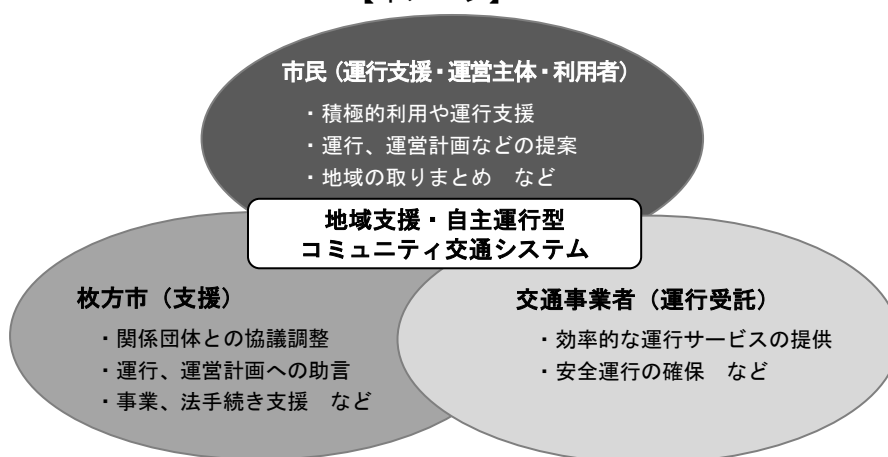 市民（運行支援・運営主体・利用者）
・積極的利用や運行支援
・運行、運営計画などの提案
・地域の取りまとめ　など
地域支援・自主運行型
コミュニティ交通システム
枚方市（支援）
・関係団体との協議調整
・運行、運営計画への助言
・事業、法手続き支援　など
交通事業者（運行受託）
・効率的な運行サービスの提供
・安全運行の確保　など